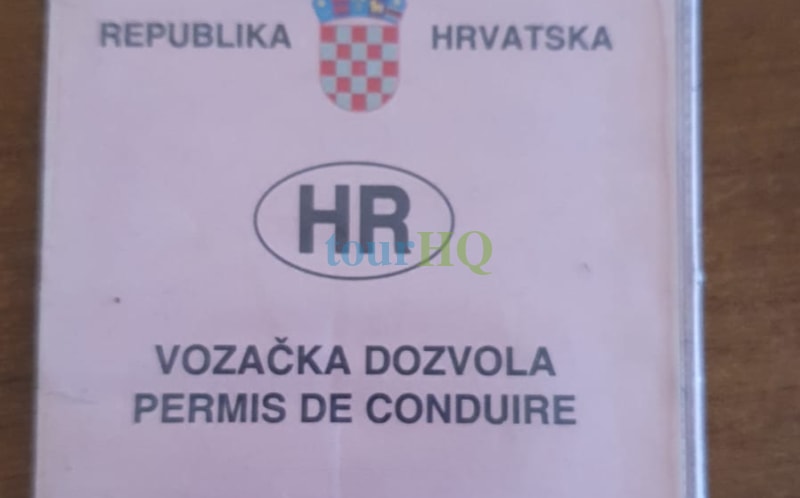 REPUBLIKA HRVATSKA
HR
tourHQ
VOZAČKA DOZVOLA
PERMIS DE CONDUIRE